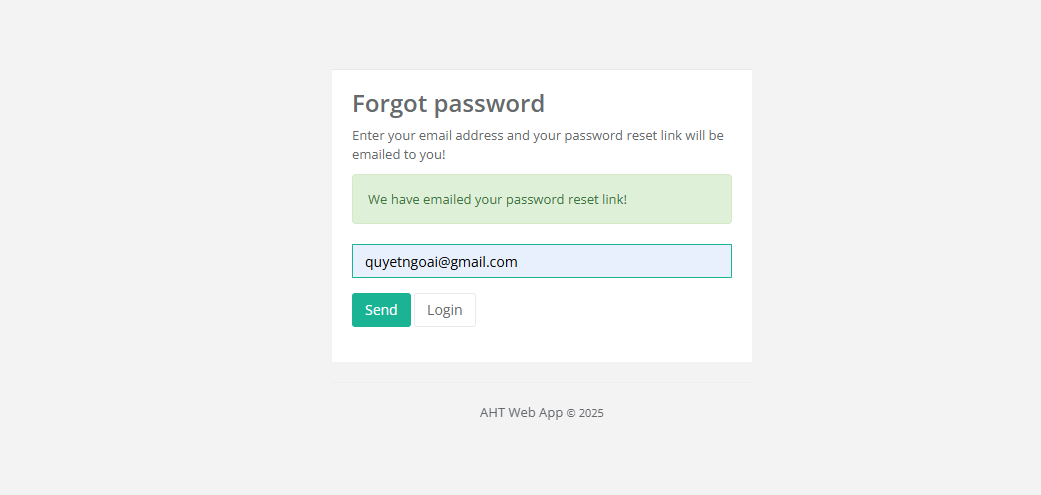 Forgot password
Enter your email address and your password reset link will be
emailed to you!
We have emailed your password reset link!
quyetngoai@gmail.com
Send Login
AHT Web App © 2025